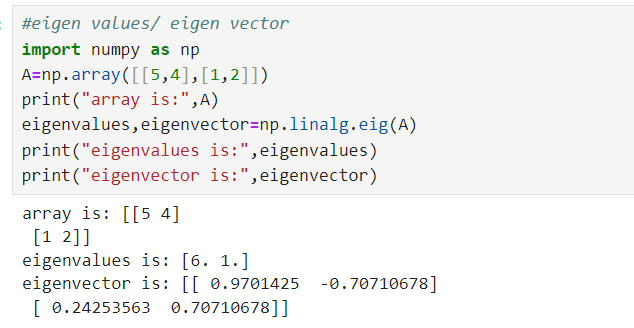 #eigen values/ eigen vector
import numpy as np
A=np.array([[5,4],[1,2]])
print("array is:",A)
eigenvalues,eigenvector=np.linalg.eig(A)
print("eigenvalues is:",eigenvalues)
print("eigenvector is:",eigenvector)
array is: [[5 4]
 [1 2]]
eigenvalues is: [6. 1.]
eigenvector is: [[ 0.9701425  -0.70710678]
 [ 0.24253563  0.70710678]]